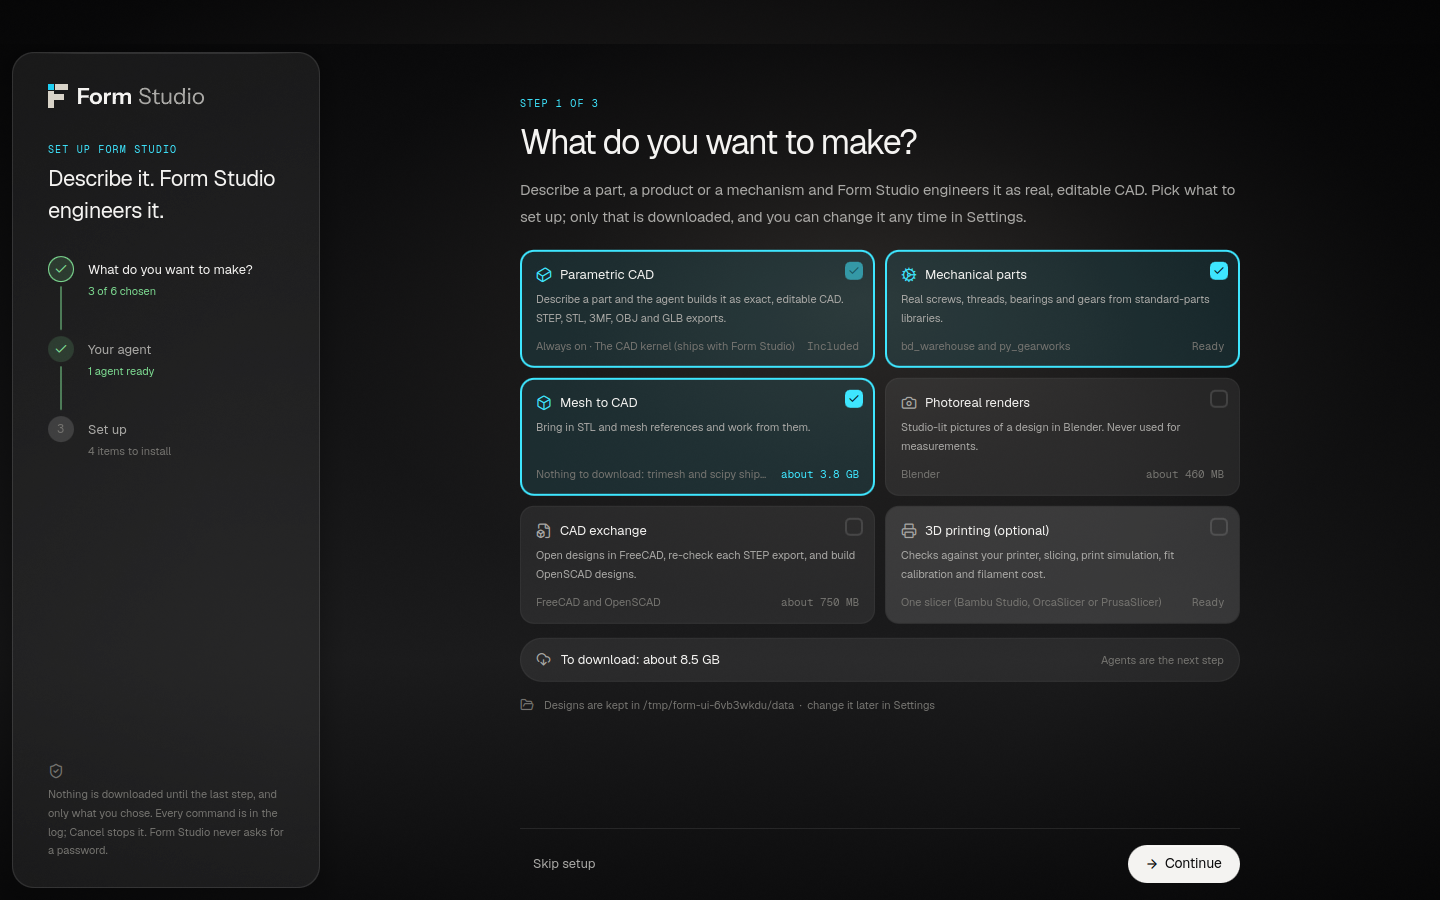 Form Studio
SET UP FORM STUDIO
Describe it. Form Studio
engineers it.
What do you want to make?
3 of 6 chosen
Your agent
1 agent ready
3
Set up
4 items to install
Nothing is downloaded until the last step, and
only what you chose. Every command is in the
log; Cancel stops it. Form Studio never asks for
a password.
STEP 1 OF 3
What do you want to make?
Describe a part, a product or a mechanism and Form Studio engineers it as real, editable CAD. Pick what to
set up; only that is downloaded, and you can change it any time in Settings.
Parametric CAD
Describe a part and the agent builds it as exact, editable CAD.
STEP, STL, 3MF, OBJ and GLB exports.
Always on · The CAD kernel (ships with Form Studio) Included
Mechanical parts
Real screws, threads, bearings and gears from standard-parts
libraries.
bd_warehouse and py_gearworks Ready
Mesh to CAD
Bring in STL and mesh references and work from them.
Nothing to download: trimesh and scipy ship... about 3.8 GB
Photoreal renders
Studio-lit pictures of a design in Blender. Never used for
measurements.
Blender about 460 MB
CAD exchange
Open designs in FreeCAD, re-check each STEP export, and build
OpenSCAD designs.
FreeCAD and OpenSCAD about 750 MB
3D printing (optional)
Checks against your printer, slicing, print simulation, fit
calibration and filament cost.
One slicer (Bambu Studio, OrcaSlicer or PrusaSlicer) Ready
To download: about 8.5 GB Agents are the next step
Designs are kept in /tmp/form-ui-6vb3wkdu/data · change it later in Settings
Skip setup
Continue